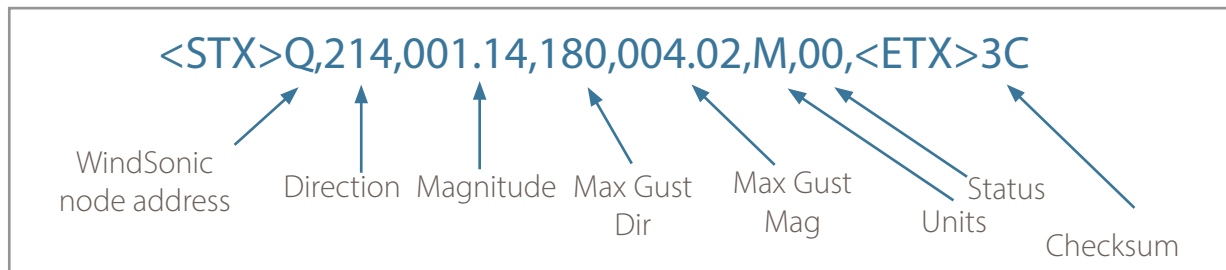 <STX>Q,214,001.14,180,004.02,M,00,<ETX>3C
WindSonic
node address
Direction
Magnitude
Max Gust
Dir
Max Gust
Mag
Units
Status
Checksum